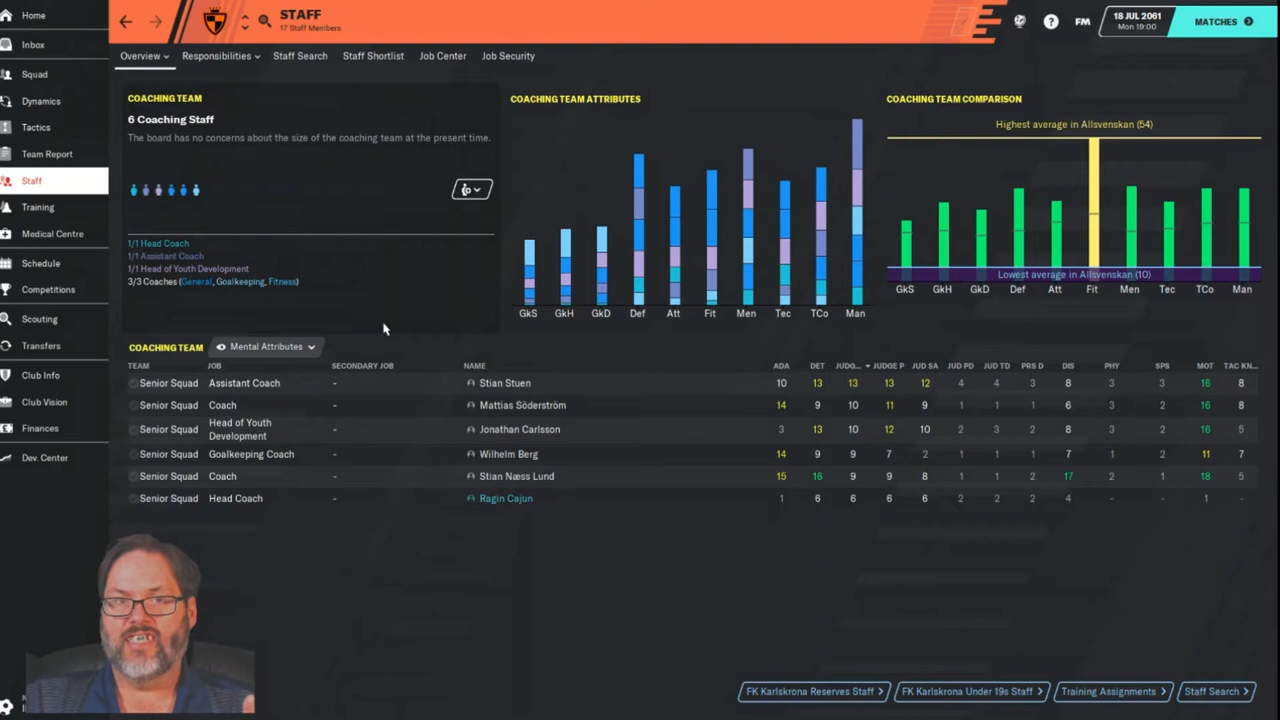 STAFF
17 Staff Members
FM
18 JUL 2061
Mon 19:00
MATCHES
Home
Inbox
Squad
Dynamics
Tactics
Team Report
Staff
Training
Medical Centre
Schedule
Competitions
Scouting
Transfers
Club Info
Club Vision
Finances
Dev. Center
Overview Responsibilities Staff Search Staff Shortlist Job Center Job Security
COACHING TEAM
6 Coaching Staff
The board has no concerns about the size of the coaching team at the present time.
1/1 Head Coach
1/1 Assistant Coach
1/1 Head of Youth Development
3/3 Coaches (General, Goalkeeping, Fitness)
COACHING TEAM ATTRIBUTES
GkS GkH GkD Def Att Fit Men Tec TCo Man
COACHING TEAM COMPARISON
Highest average in Allsvenskan (54)
Lowest average in Allsvenskan (10)
GkS GkH GkD Def Att Fit Men Tec TCo Man
COACHING TEAM Mental Attributes
TEAM JOB SECONDARY JOB NAME ADA DET JUDG... JUDGE P JUD SA JUD PD JUD TD PRS D DIS PHY SPS MOT TAC KN...
Senior Squad Assistant Coach - Stian Stuen 10 13 13 13 12 4 4 3 8 3 3 16 8
Senior Squad Coach - Mattias Söderström 14 9 10 11 9 1 1 1 6 3 2 16 8
Senior Squad Head of Youth Development - Jonathan Carlsson 3 13 10 12 10 2 3 2 8 3 2 16 5
Senior Squad Goalkeeping Coach - Wilhelm Berg 14 9 9 7 2 1 1 1 7 1 2 11 7
Senior Squad Coach - Stian Næss Lund 15 16 9 9 8 1 1 2 17 2 1 18 5
Senior Squad Head Coach - Ragin Cajun 1 6 6 6 6 2 2 2 4 - - 1 -
FK Karlskrona Reserves Staff FK Karlskrona Under 19s Staff Training Assignments Staff Search